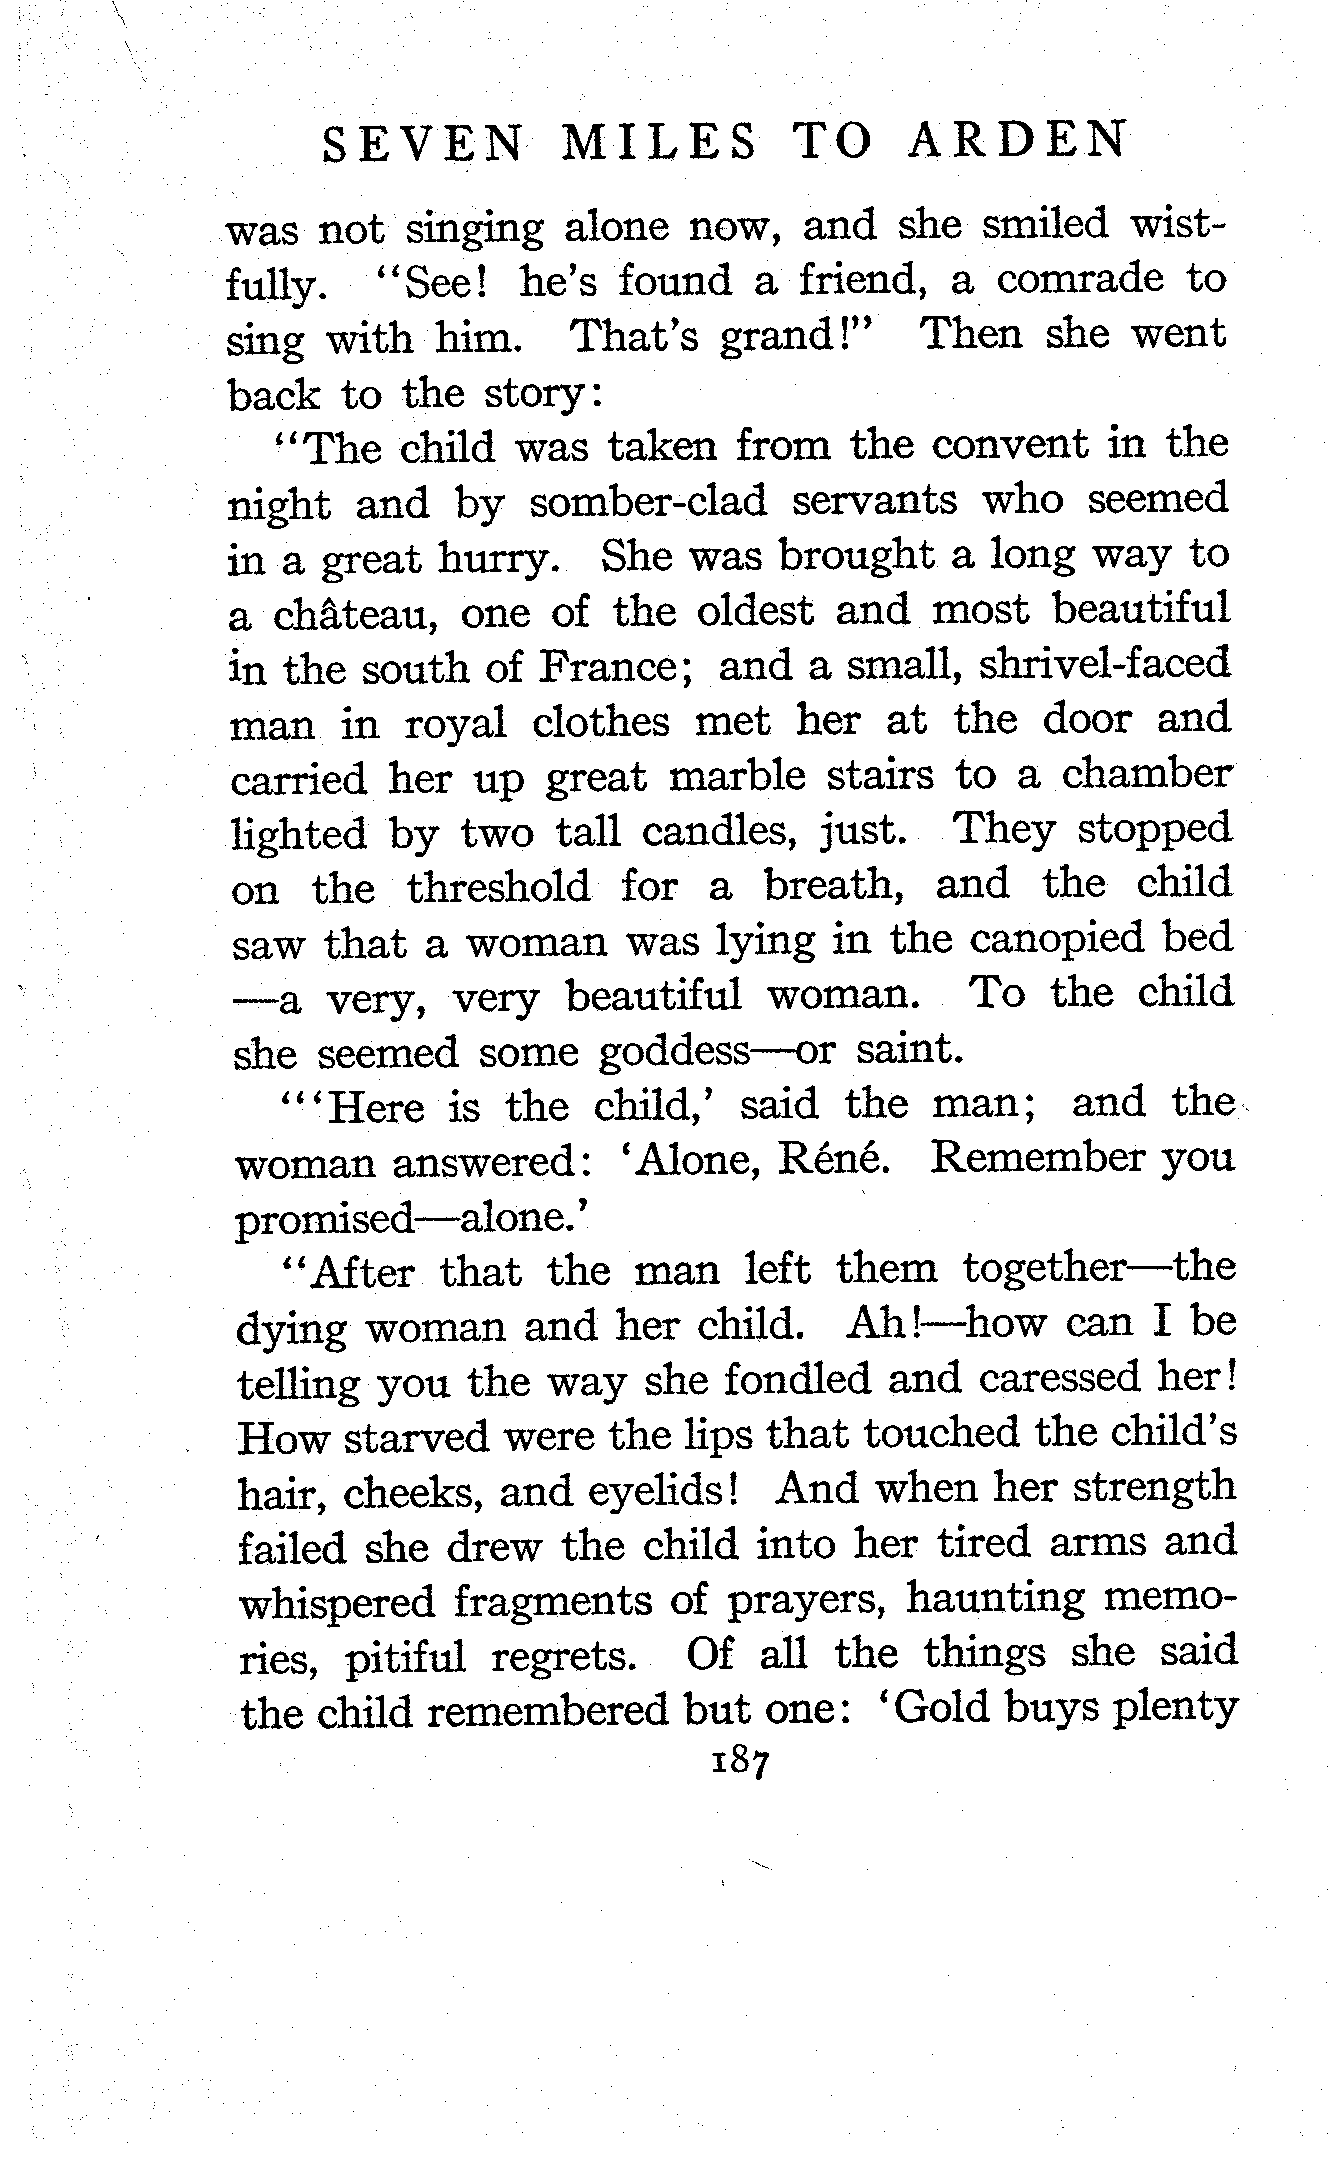 SEVEN MILES TO ARDEN
was not singing alone now, and she smiled wist-
fully. "See! he's found a friend, a comrade to
sing with him. That's grand!" Then she went
back to the story:
"The child was taken from the convent in the
night and by somber-clad servants who seemed
in a great hurry. She was brought a long way to
a château, one of the oldest and most beautiful
in the south of France; and a small, shrivel-faced
man in royal clothes met her at the door and
carried her up great marble stairs to a chamber
lighted by two tall candles, just. They stopped
on the threshold for a breath, and the child
saw that a woman was lying in the canopied bed
—a very, very beautiful woman. To the child
she seemed some goddess—or saint.
"'Here is the child,' said the man; and the
woman answered: 'Alone, Réné. Remember you
promised—alone.'
"After that the man left them together—the
dying woman and her child. Ah!—how can I be
telling you the way she fondled and caressed her!
How starved were the lips that touched the child's
hair, cheeks, and eyelids! And when her strength
failed she drew the child into her tired arms and
whispered fragments of prayers, haunting memo-
ries, pitiful regrets. Of all the things she said
the child remembered but one: 'Gold buys plenty
187